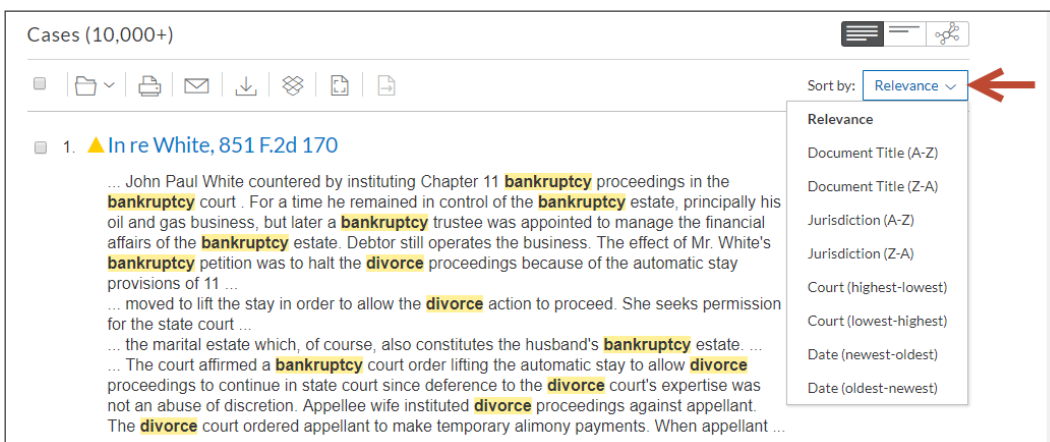 Cases (10,000+)
Sort by: Relevance
Relevance
Document Title (A-Z)
Document Title (Z-A)
Jurisdiction (A-Z)
Jurisdiction (Z-A)
Court (highest-lowest)
Court (lowest-highest)
Date (newest-oldest)
Date (oldest-newest)
1. In re White, 851 F.2d 170
... John Paul White countered by instituting Chapter 11 bankruptcy proceedings in the
bankruptcy court . For a time he remained in control of the bankruptcy estate, principally his
oil and gas business, but later a bankruptcy trustee was appointed to manage the financial
affairs of the bankruptcy estate. Debtor still operates the business. The effect of Mr. White's
bankruptcy petition was to halt the divorce proceedings because of the automatic stay
provisions of 11 ...
... moved to lift the stay in order to allow the divorce action to proceed. She seeks permission
for the state court ...
... the marital estate which, of course, also constitutes the husband's bankruptcy estate. ...
... The court affirmed a bankruptcy court order lifting the automatic stay to allow divorce
proceedings to continue in state court since deference to the divorce court's expertise was
not an abuse of discretion. Appellee wife instituted divorce proceedings against appellant.
The divorce court ordered appellant to make temporary alimony payments. When appellant ...